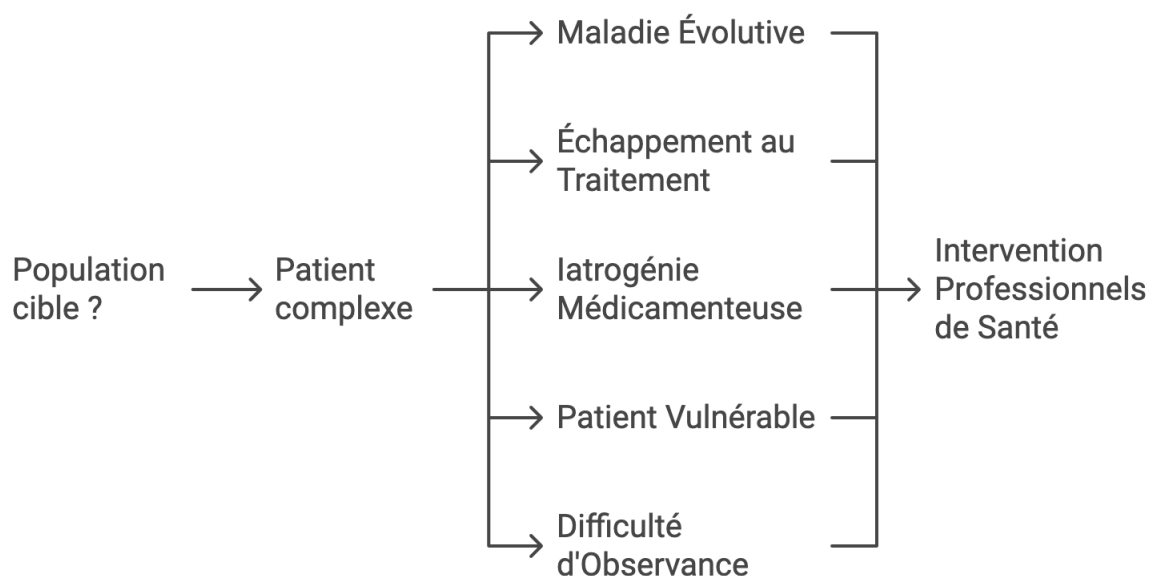 Population
cible ?
Patient
complexe
Maladie Évolutive
Échappement au
Traitement
Iatrogénie
Médicamenteuse
Patient Vulnérable
Difficulté
d'Observance
Intervention
Professionnels
de Santé